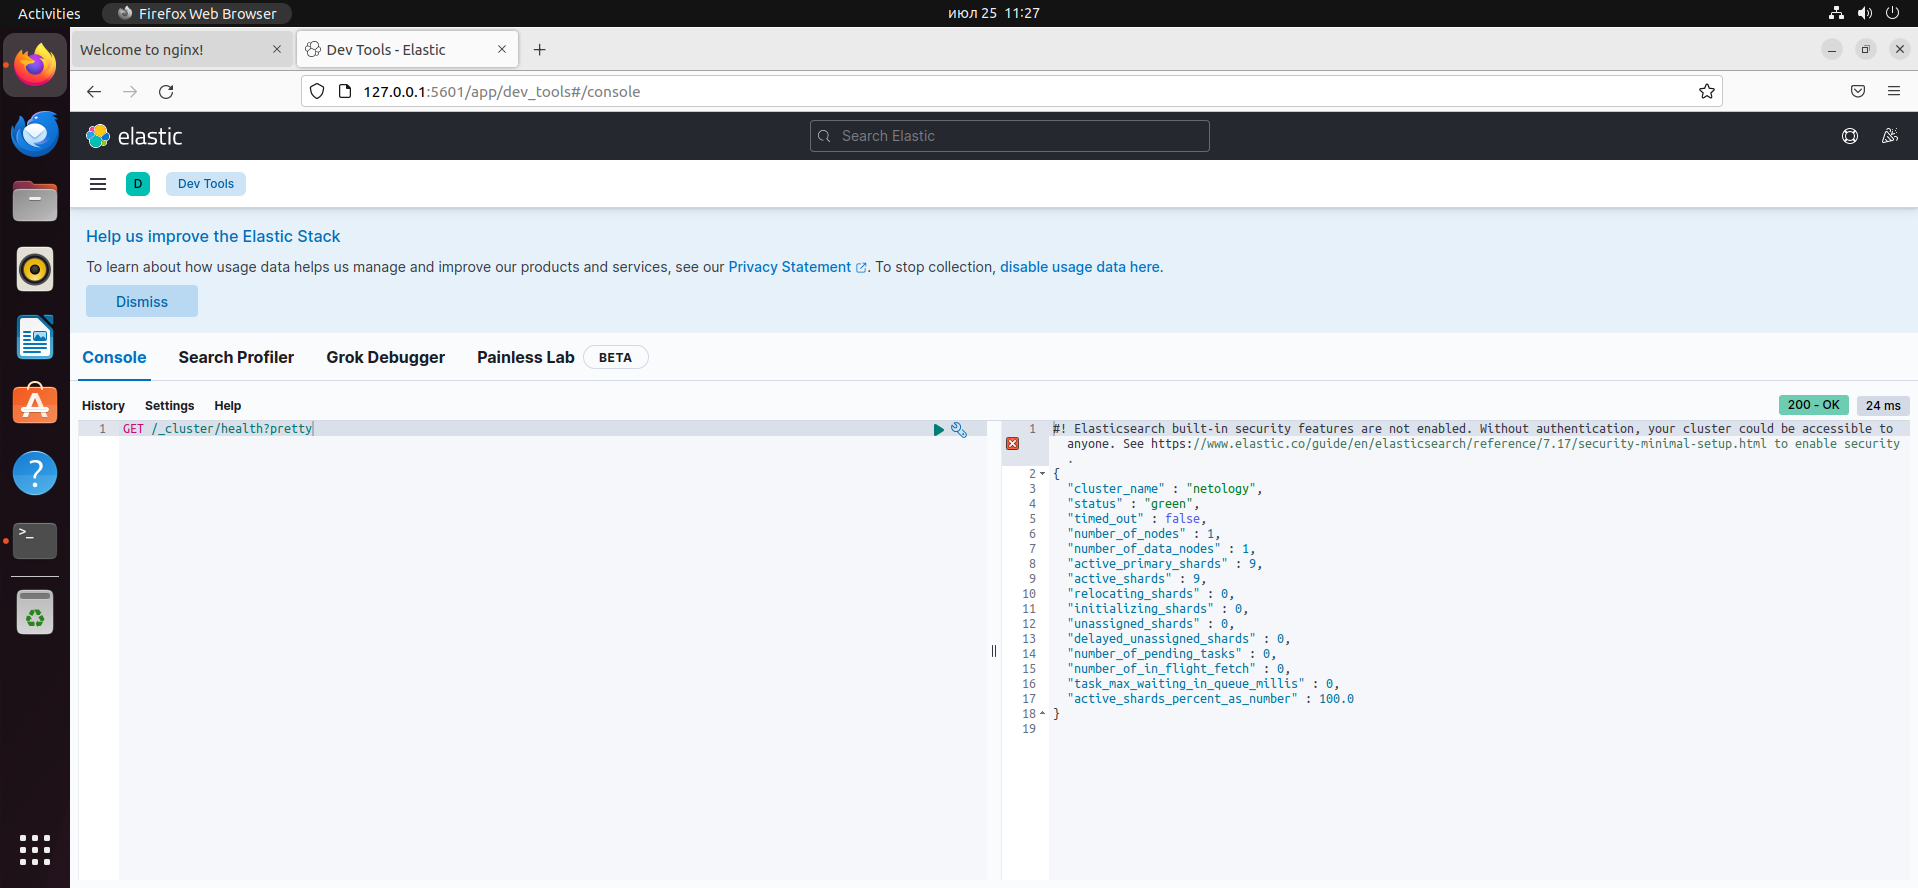 Activities
Firefox Web Browser
июл 25 11:27
Welcome to nginx!
Dev Tools - Elastic
127.0.0.1:5601/app/dev_tools#/console
elastic
Search Elastic
D
Dev Tools
Help us improve the Elastic Stack
To learn about how usage data helps us manage and improve our products and services, see our Privacy Statement. To stop collection, disable usage data here.
Dismiss
Console
Search Profiler
Grok Debugger
Painless Lab
BETA
History
Settings
Help
200 - OK
24 ms
1 GET /_cluster/health?pretty
1 #! Elasticsearch built-in security features are not enabled. Without authentication, your cluster could be accessible to
anyone. See https://www.elastic.co/guide/en/elasticsearch/reference/7.17/security-minimal-setup.html to enable security
.
2 {
3 "cluster_name" : "netology",
4 "status" : "green",
5 "timed_out" : false,
6 "number_of_nodes" : 1,
7 "number_of_data_nodes" : 1,
8 "active_primary_shards" : 9,
9 "active_shards" : 9,
10 "relocating_shards" : 0,
11 "initializing_shards" : 0,
12 "unassigned_shards" : 0,
13 "delayed_unassigned_shards" : 0,
14 "number_of_pending_tasks" : 0,
15 "number_of_in_flight_fetch" : 0,
16 "task_max_waiting_in_queue_millis" : 0,
17 "active_shards_percent_as_number" : 100.0
18 }
19